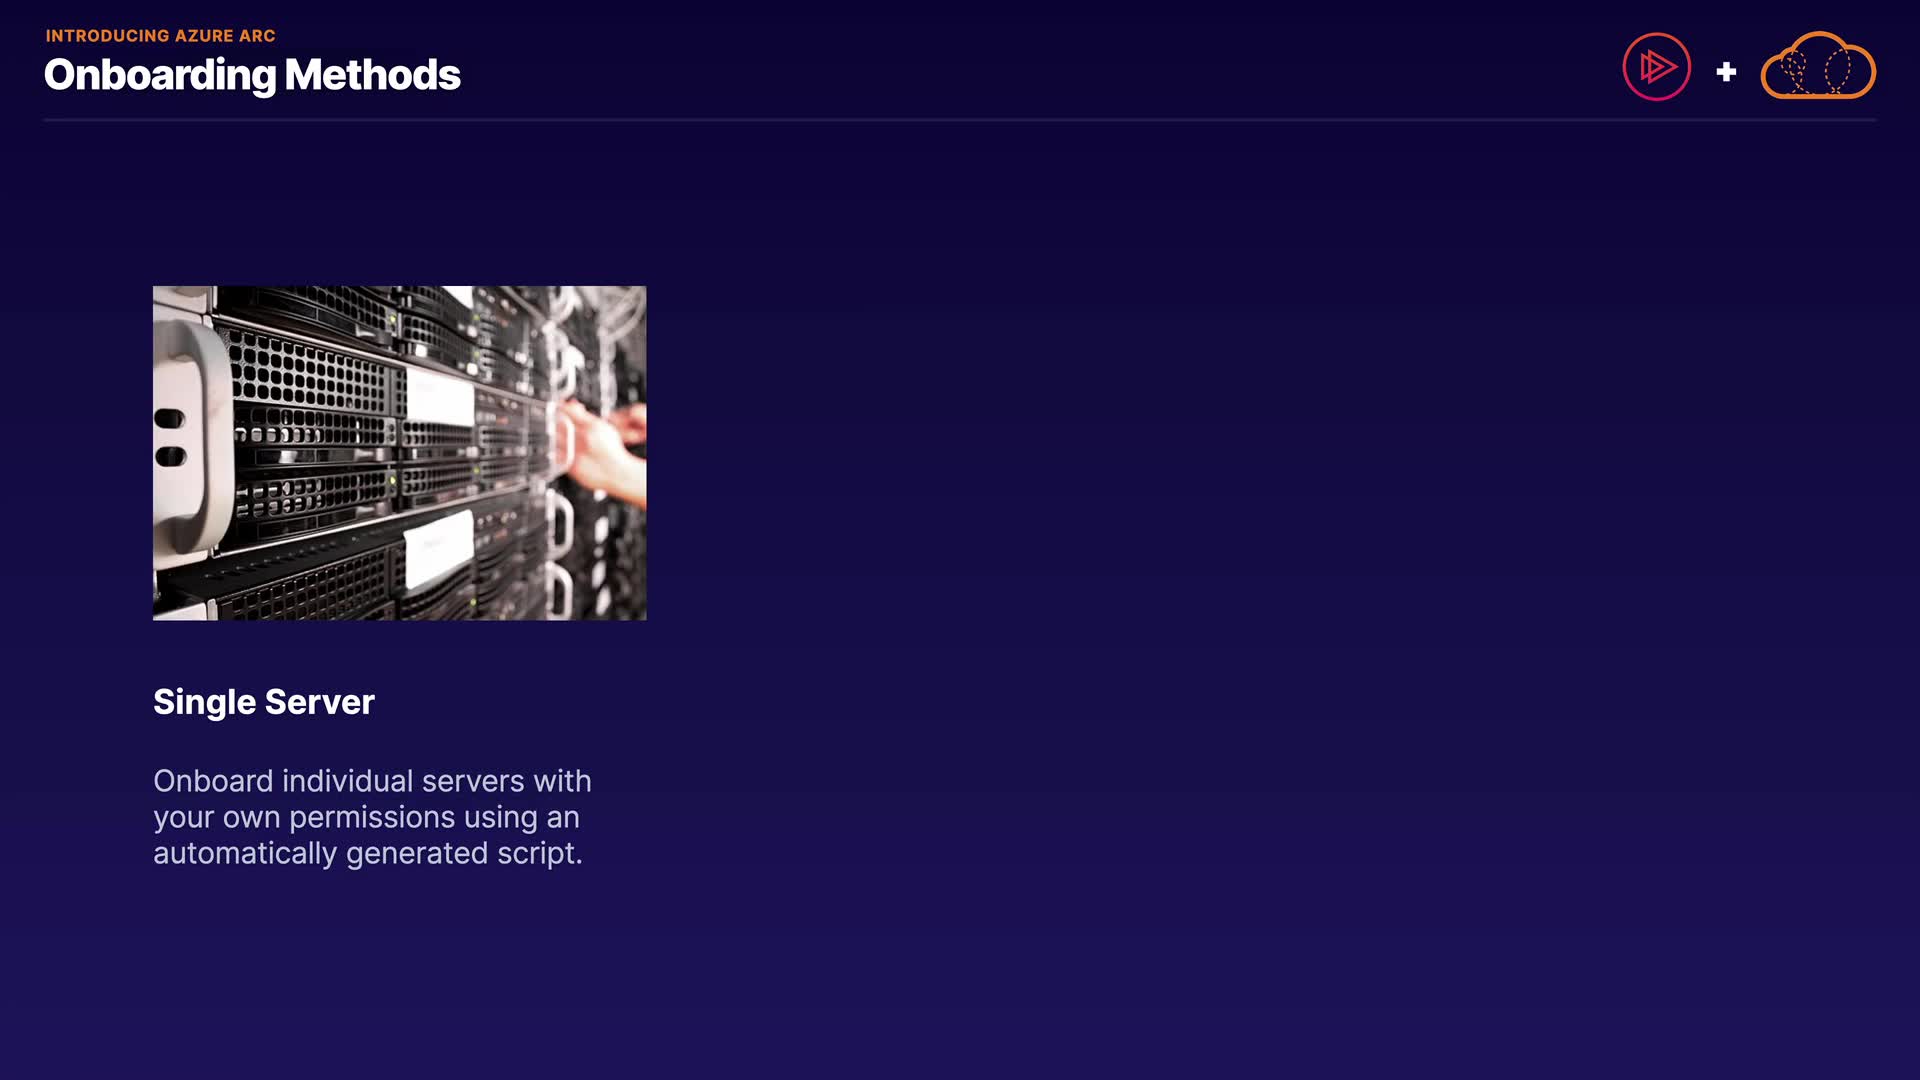 INTRODUCING AZURE ARC
Onboarding Methods
Single Server
Onboard individual servers with
your own permissions using an
automatically generated script.